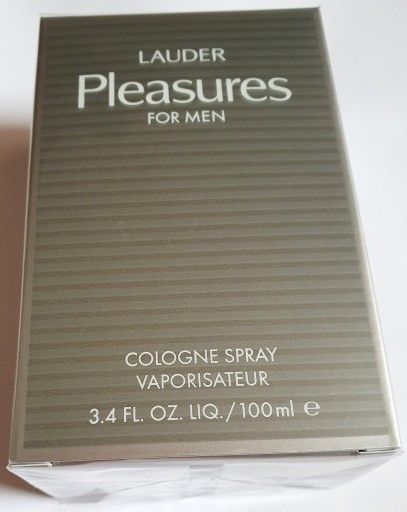 LAUDER
Pleasures
FOR MEN
COLOGNE SPRAY
VAPORISATEUR
3.4 FL. OZ. LIQ./100ml ℮